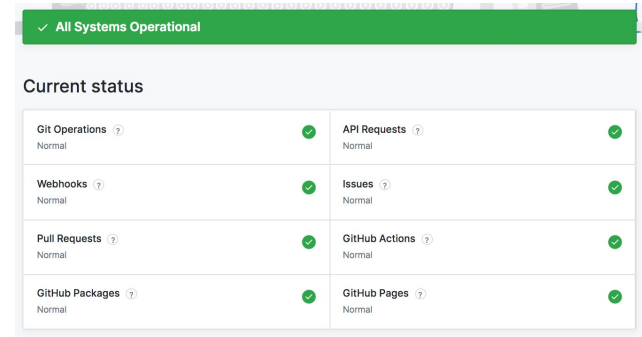 All Systems Operational
Current status
Git Operations ?
Normal
API Requests ?
Normal
Webhooks ?
Normal
Issues ?
Normal
Pull Requests ?
Normal
GitHub Actions ?
Normal
GitHub Packages ?
Normal
GitHub Pages ?
Normal